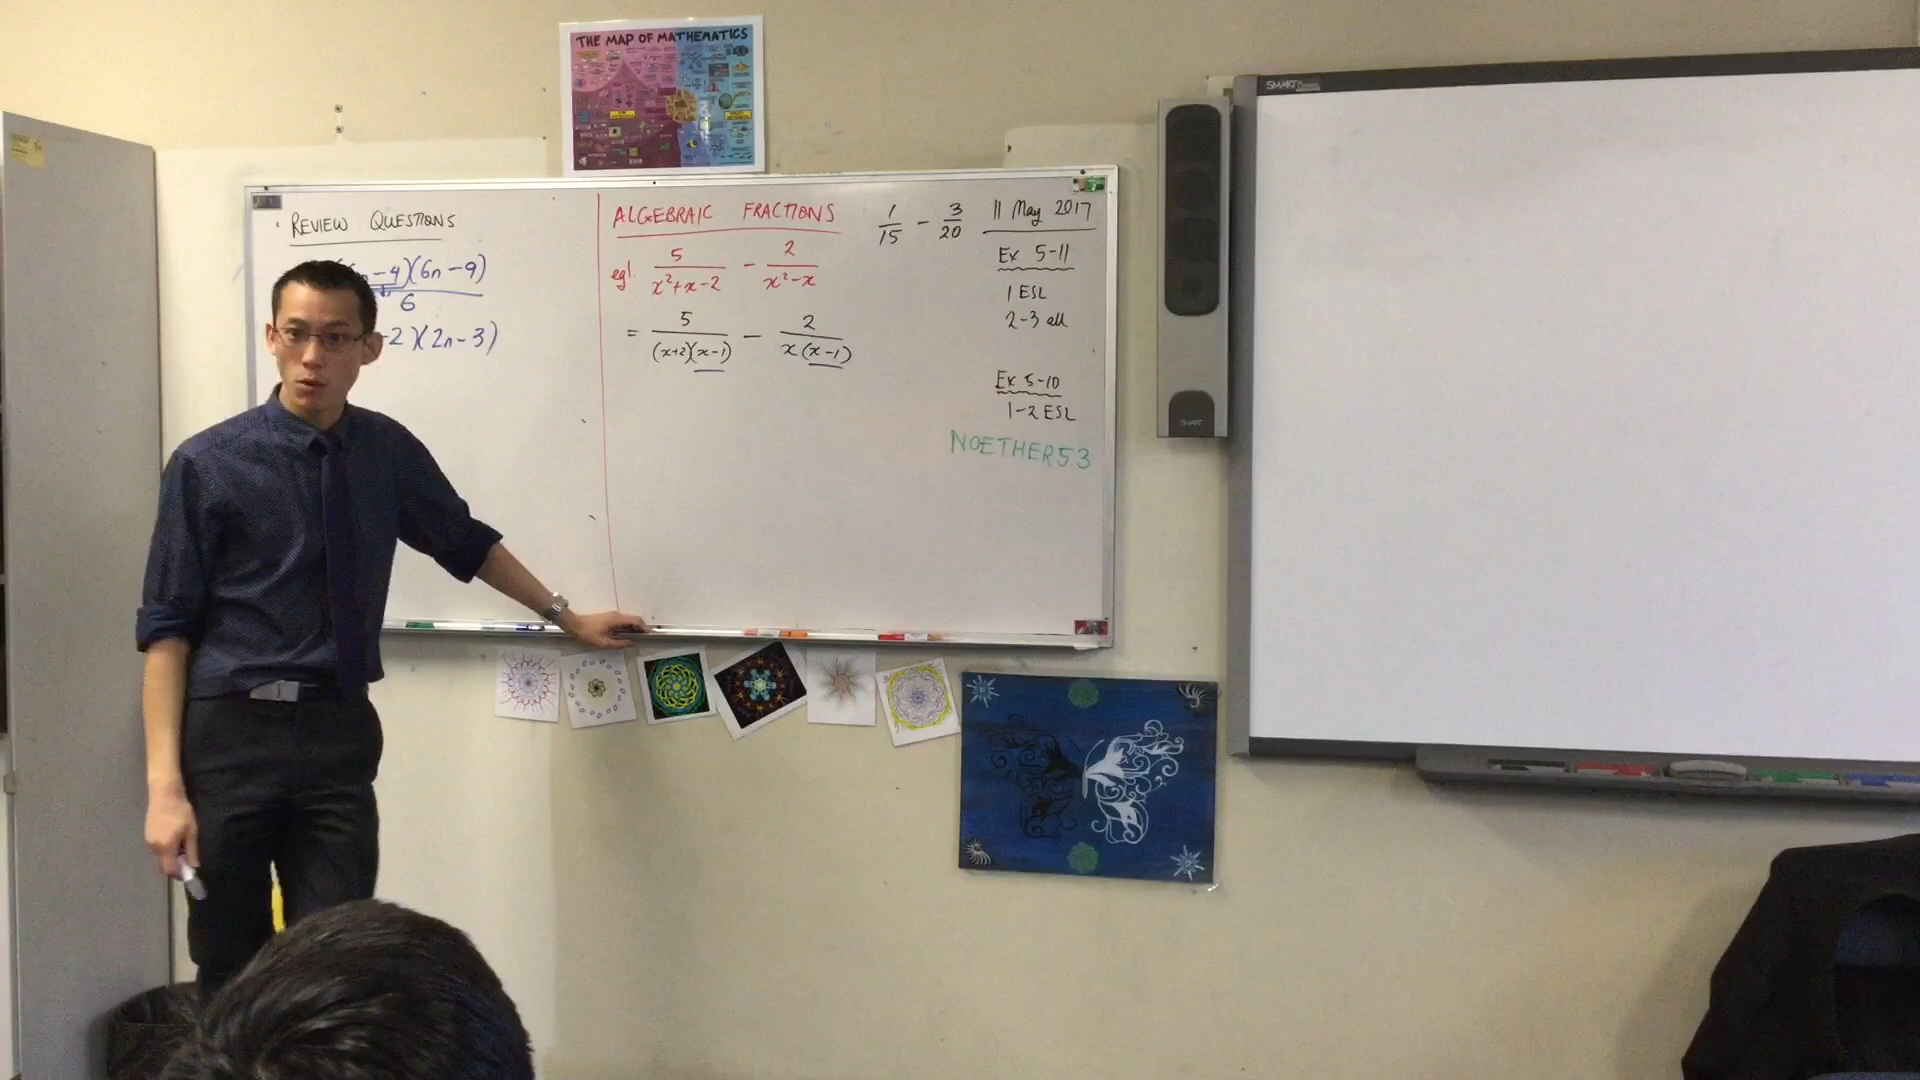 THE MAP OF MATHEMATICS
REVIEW QUESTIONS
-4)(6n-9)
6
-2)(2n-3)
ALGEBRAIC FRACTIONS
eg1. 5/(x²+x-2) - 2/(x²-x)
= 5/((x+2)(x-1)) - 2/(x(x-1))
1/15 - 3/20
11 May 2017
Ex 5-11
1 ESL
2-3 all
Ex 5-10
1-2 ESL
NOETHER53
SMART
SMART